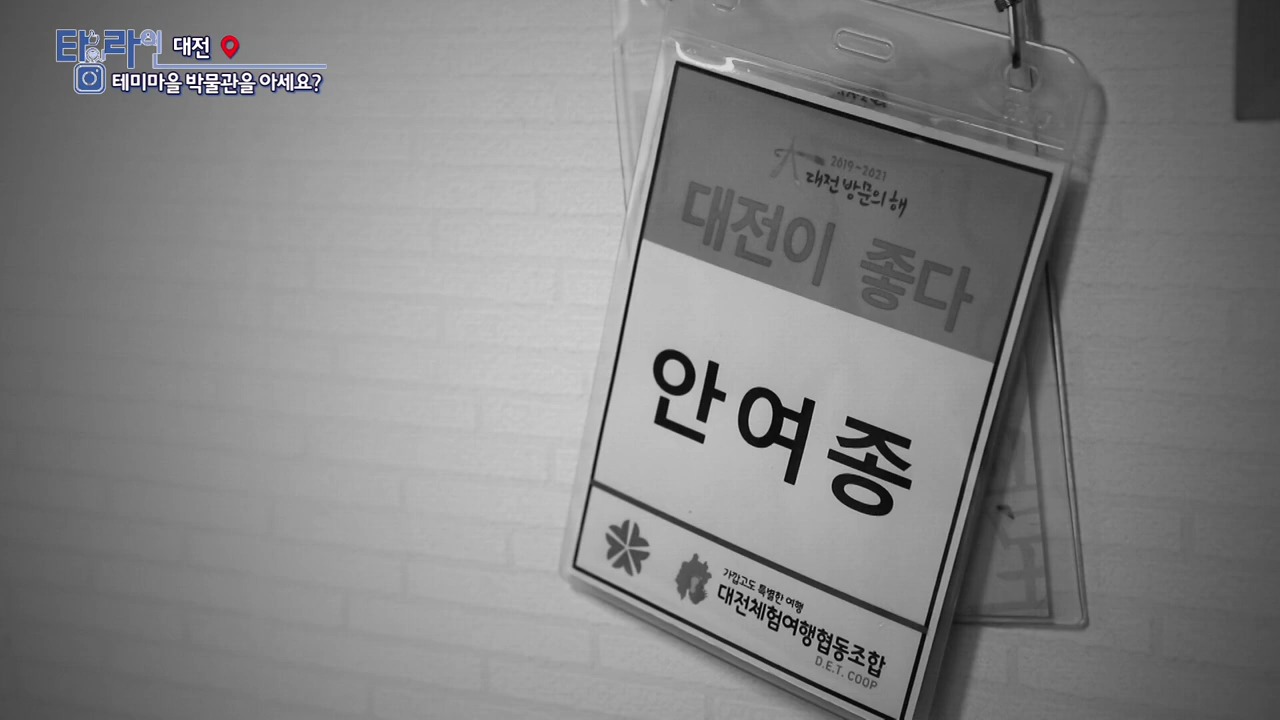 탐라의 대전
테미마을 박물관을 아세요?
2019~2021
대전 방문의 해
대전이 좋다
안여종
가깝고도 특별한 여행
대전체험여행협동조합
D.E.T. COOP